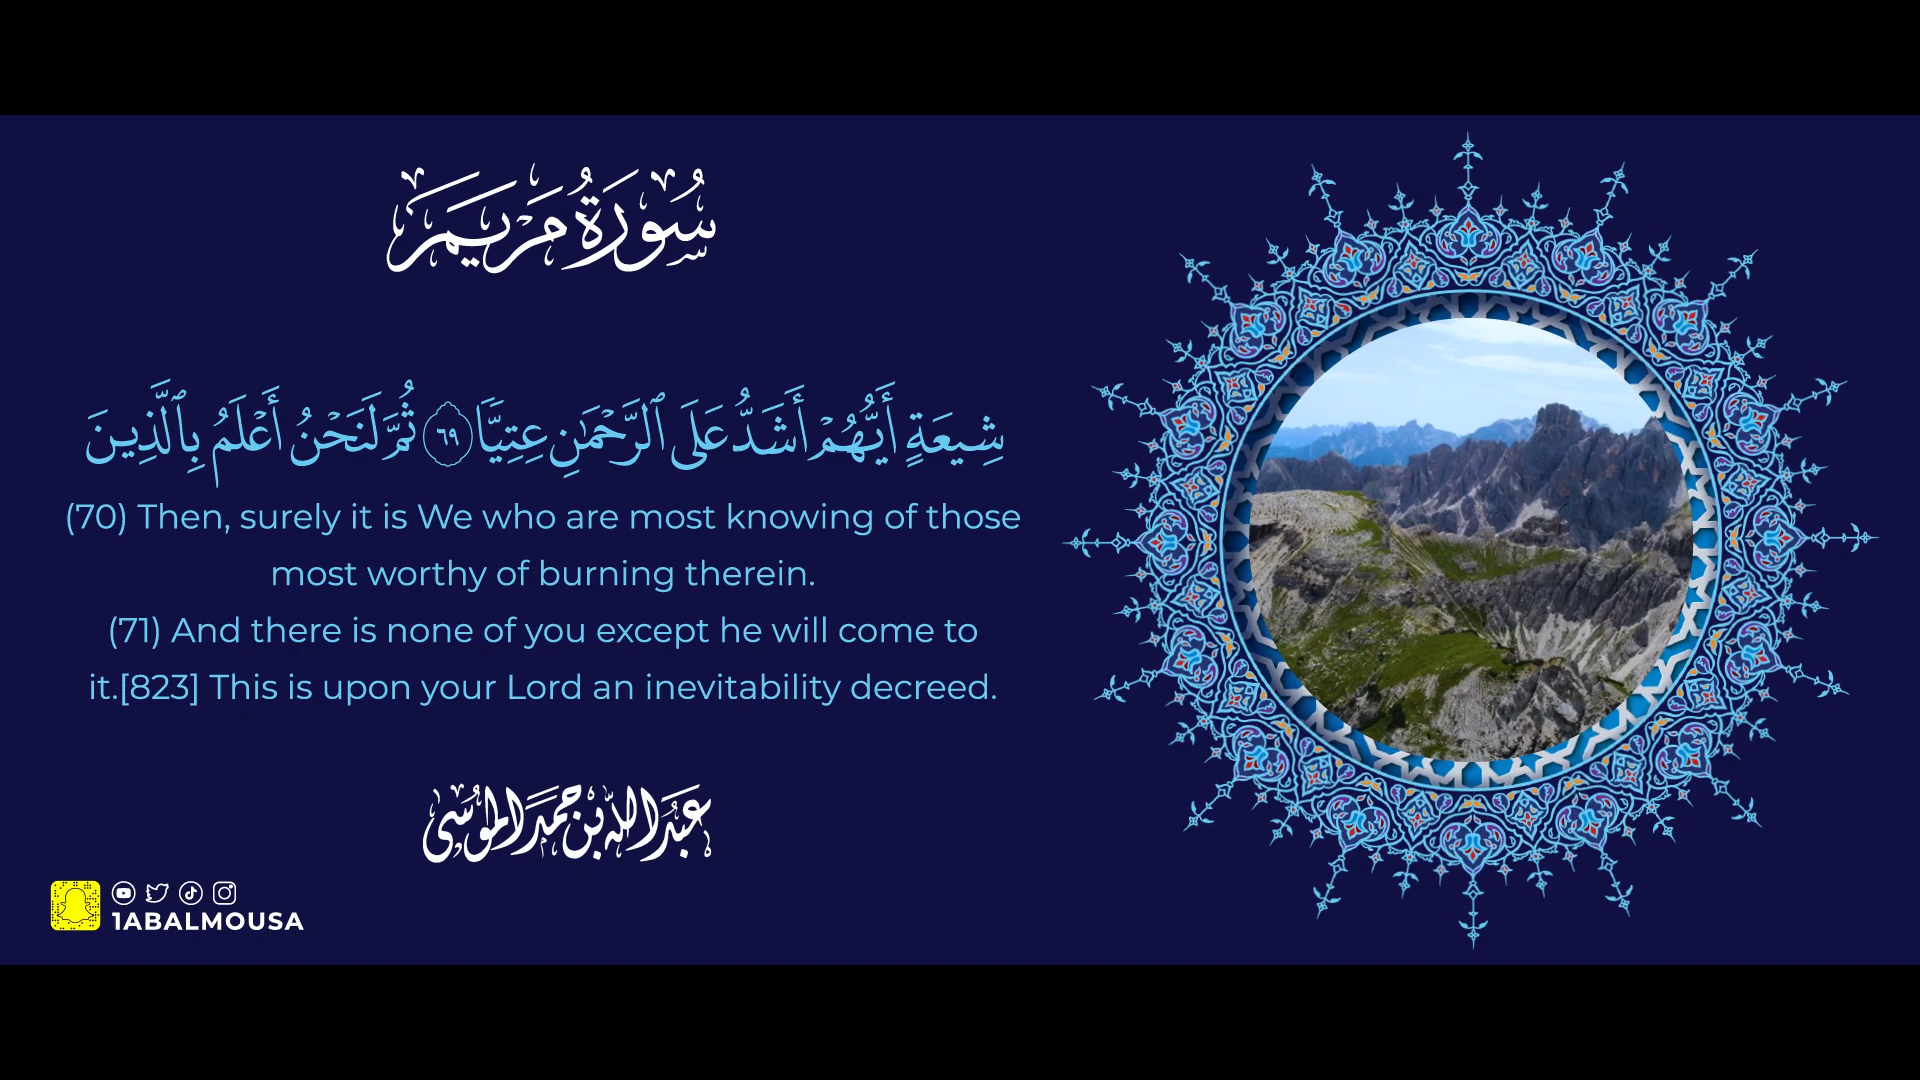 سُورَةُ مَرْيَمَ
شِيعَةٍ أَيُّهُمْ أَشَدُّ عَلَى ٱلرَّحْمَٰنِ عِتِيًّا ٦٩ ثُمَّ لَنَحْنُ أَعْلَمُ بِٱلَّذِينَ
(70) Then, surely it is We who are most knowing of those
most worthy of burning therein.
(71) And there is none of you except he will come to
it.[823] This is upon your Lord an inevitability decreed.
عبدالله بن حمد الموسى
1ABALMOUSA